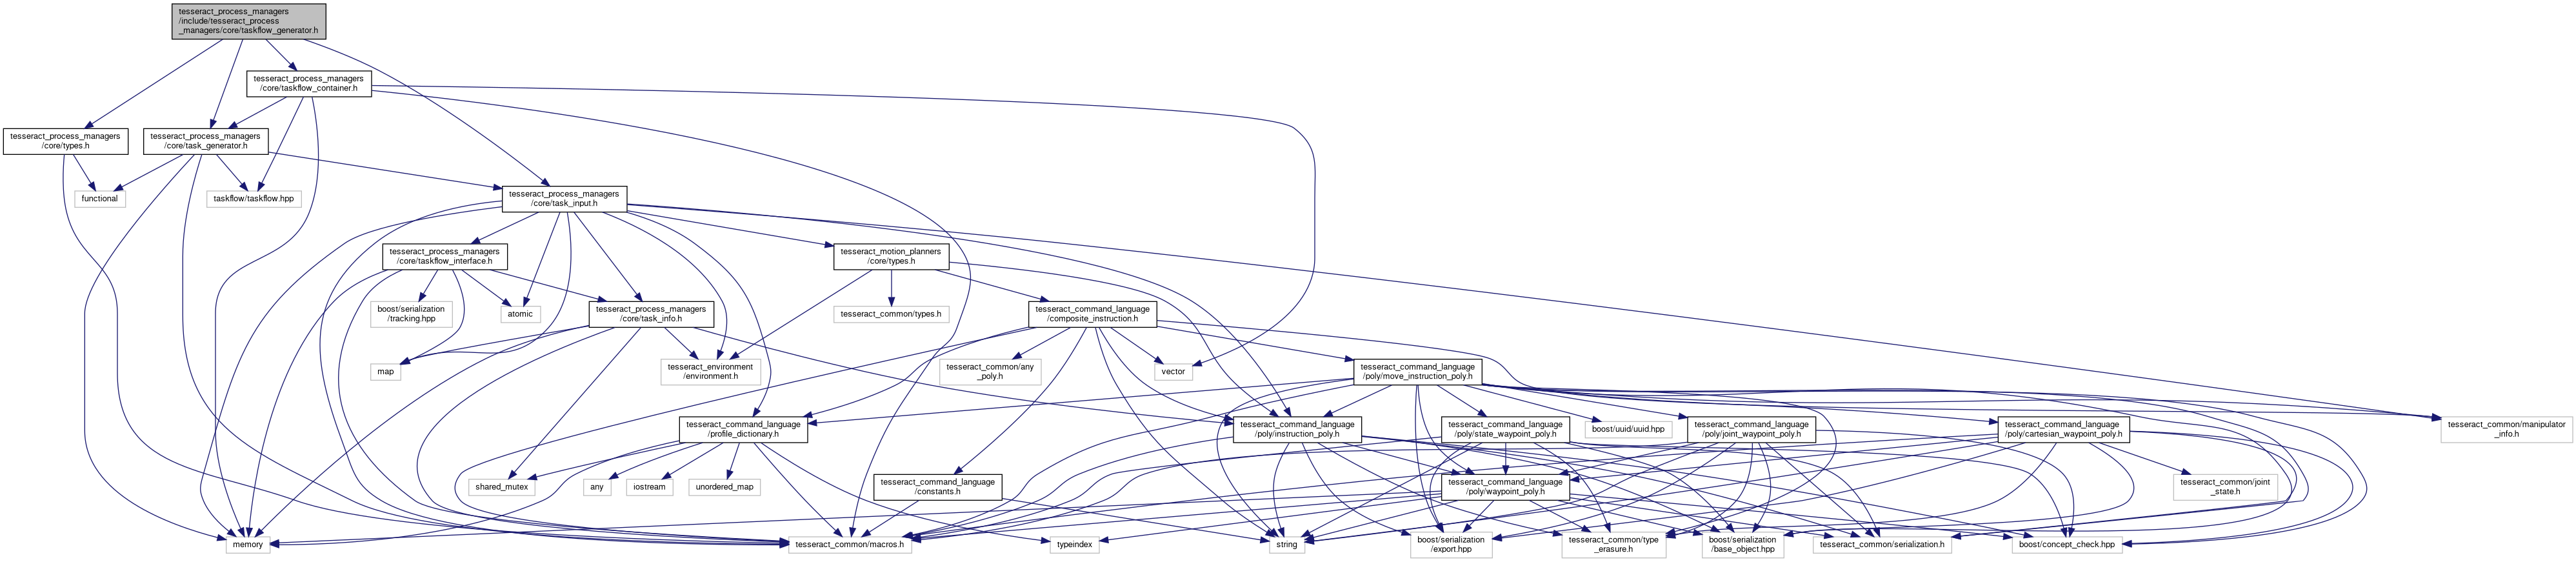 tesseract_process_managers
/include/tesseract_process
_managers/core/taskflow_generator.h
tesseract_process_managers
/core/taskflow_container.h
tesseract_process_managers
/core/types.h
tesseract_process_managers
/core/task_generator.h
functional
taskflow/taskflow.hpp
tesseract_process_managers
/core/task_input.h
tesseract_process_managers
/core/taskflow_interface.h
tesseract_motion_planners
/core/types.h
boost/serialization
/tracking.hpp
atomic
tesseract_process_managers
/core/task_info.h
tesseract_common/types.h
tesseract_command_language
/composite_instruction.h
map
tesseract_environment
/environment.h
tesseract_common/any
_poly.h
vector
tesseract_command_language
/poly/move_instruction_poly.h
tesseract_command_language
/profile_dictionary.h
tesseract_command_language
/poly/instruction_poly.h
tesseract_command_language
/poly/state_waypoint_poly.h
boost/uuid/uuid.hpp
tesseract_command_language
/poly/joint_waypoint_poly.h
tesseract_command_language
/poly/cartesian_waypoint_poly.h
tesseract_common/manipulator
_info.h
shared_mutex
any
iostream
unordered_map
tesseract_command_language
/constants.h
tesseract_command_language
/poly/waypoint_poly.h
tesseract_common/joint
_state.h
memory
tesseract_common/macros.h
typeindex
string
boost/serialization
/export.hpp
tesseract_common/type
_erasure.h
boost/serialization
/base_object.hpp
tesseract_common/serialization.h
boost/concept_check.hpp